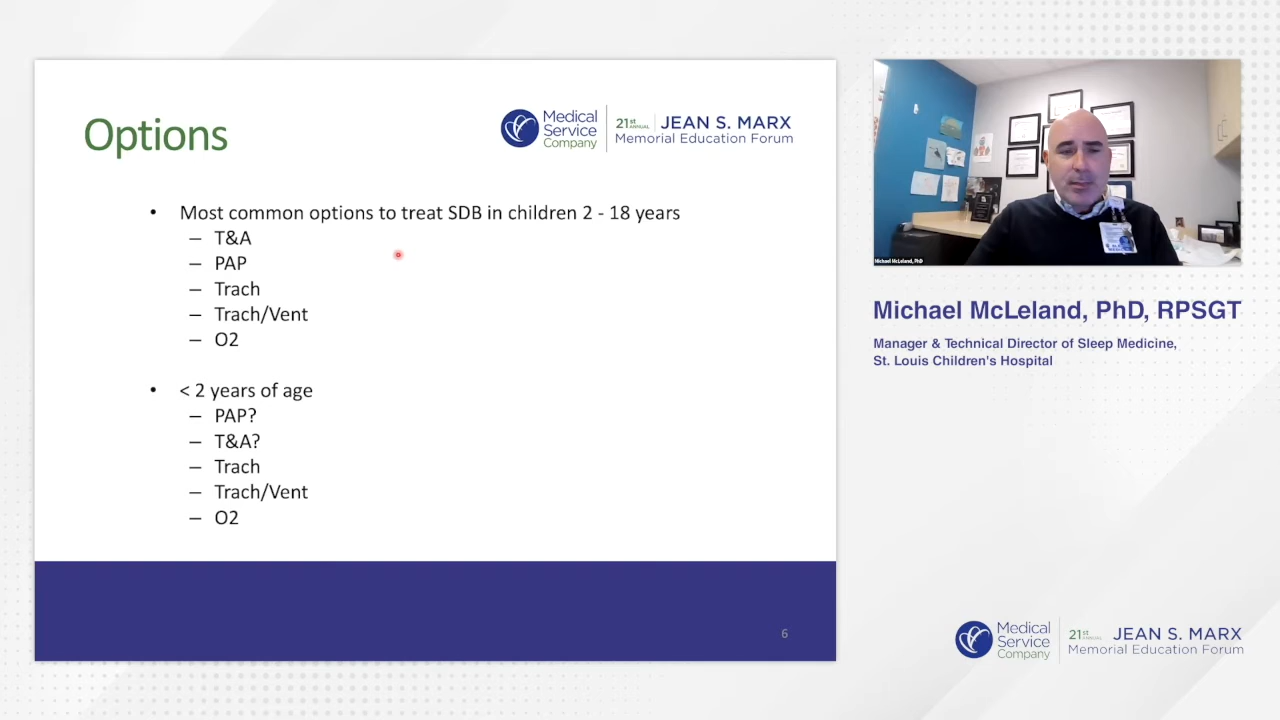 Options
Medical
Service
Company
21st
ANNUAL
JEAN S. MARX
Memorial Education Forum
• Most common options to treat SDB in children 2 - 18 years
– T&A
– PAP
– Trach
– Trach/Vent
– O2
• < 2 years of age
– PAP?
– T&A?
– Trach
– Trach/Vent
– O2
6
Michael McLeland, PhD
Michael McLeland, PhD, RPSGT
Manager & Technical Director of Sleep Medicine,
St. Louis Children's Hospital
Medical
Service
Company
21st
ANNUAL
JEAN S. MARX
Memorial Education Forum